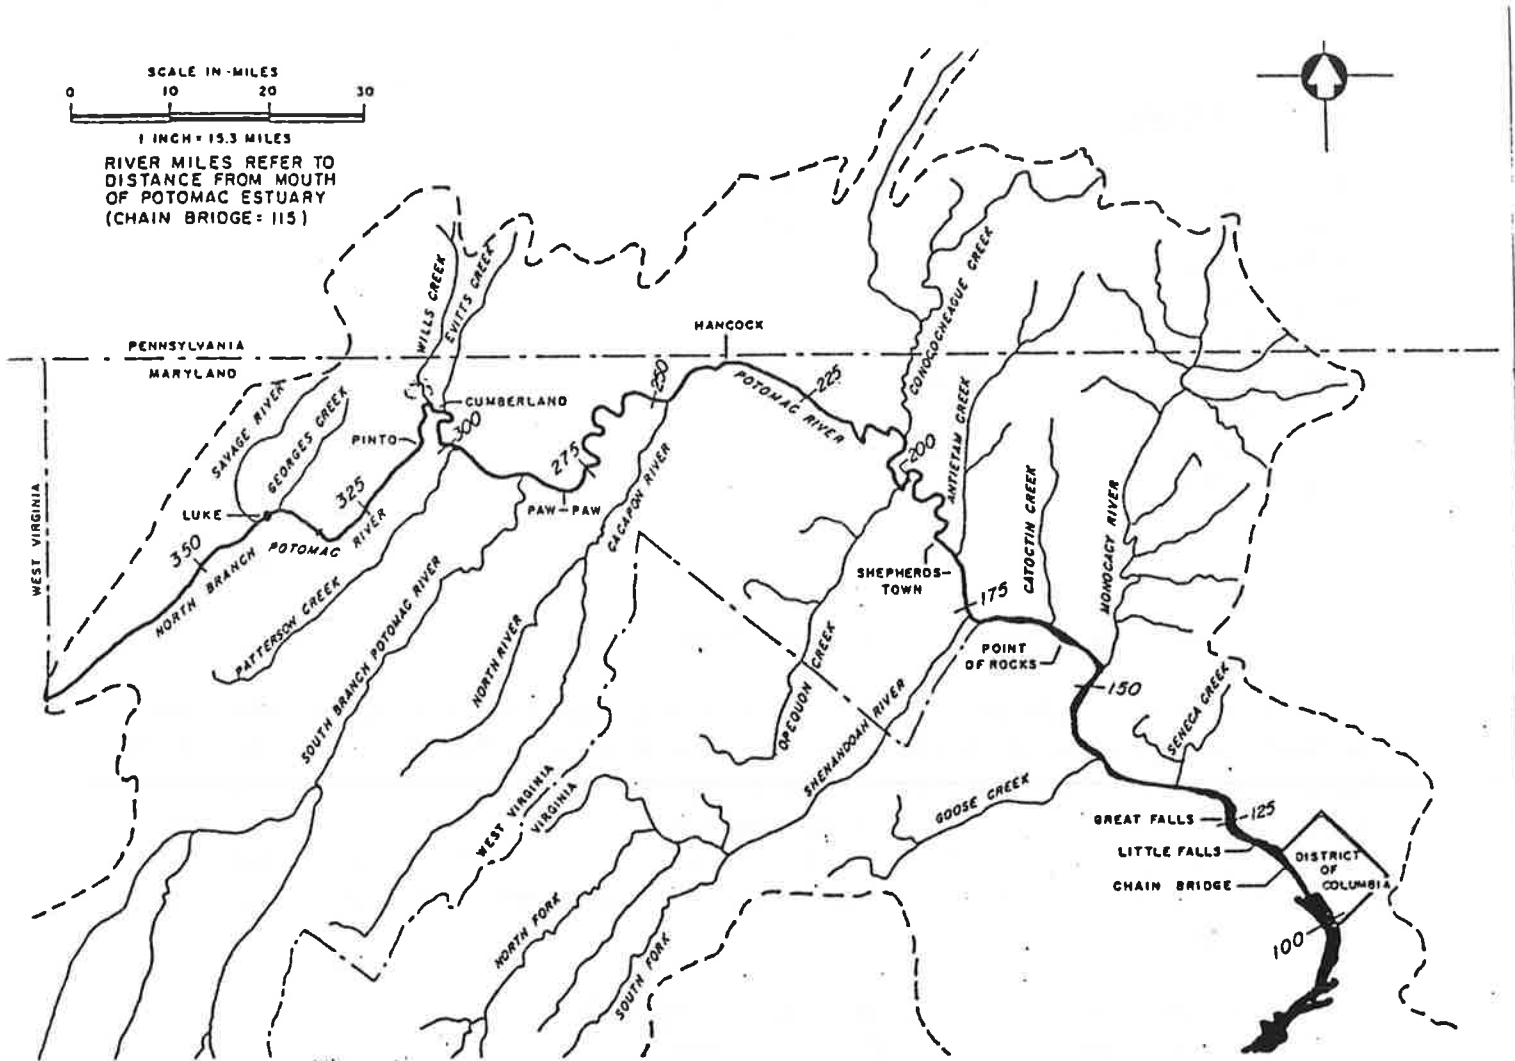 SCALE IN MILES
0 10 20 30
1 INCH = 15.3 MILES
RIVER MILES REFER TO
DISTANCE FROM MOUTH
OF POTOMAC ESTUARY
(CHAIN BRIDGE = 115)
PENNSYLVANIA
MARYLAND
WEST VIRGINIA
SAVAGE RIVER
GEORGES CREEK
WILLS CREEK
EVITTS CREEK
CUMBERLAND
PINTO
300
LUKE
325
350
NORTH BRANCH POTOMAC RIVER
PATTERSON CREEK
SOUTH BRANCH POTOMAC RIVER
275
PAW-PAW
250
HANCOCK
POTOMAC RIVER
225
CACAPON RIVER
NORTH RIVER
CONOCOCHEAGUE CREEK
200
ANTIETAM CREEK
SHEPHERDS-
TOWN
175
CATOCTIN CREEK
MONOCACY RIVER
POINT
OF ROCKS
150
OPEQUON CREEK
SHENANDOAH RIVER
WEST VIRGINIA
VIRGINIA
NORTH FORK
SOUTH FORK
GOOSE CREEK
SENECA CREEK
GREAT FALLS
125
LITTLE FALLS
CHAIN BRIDGE
DISTRICT
OF
COLUMBIA
100